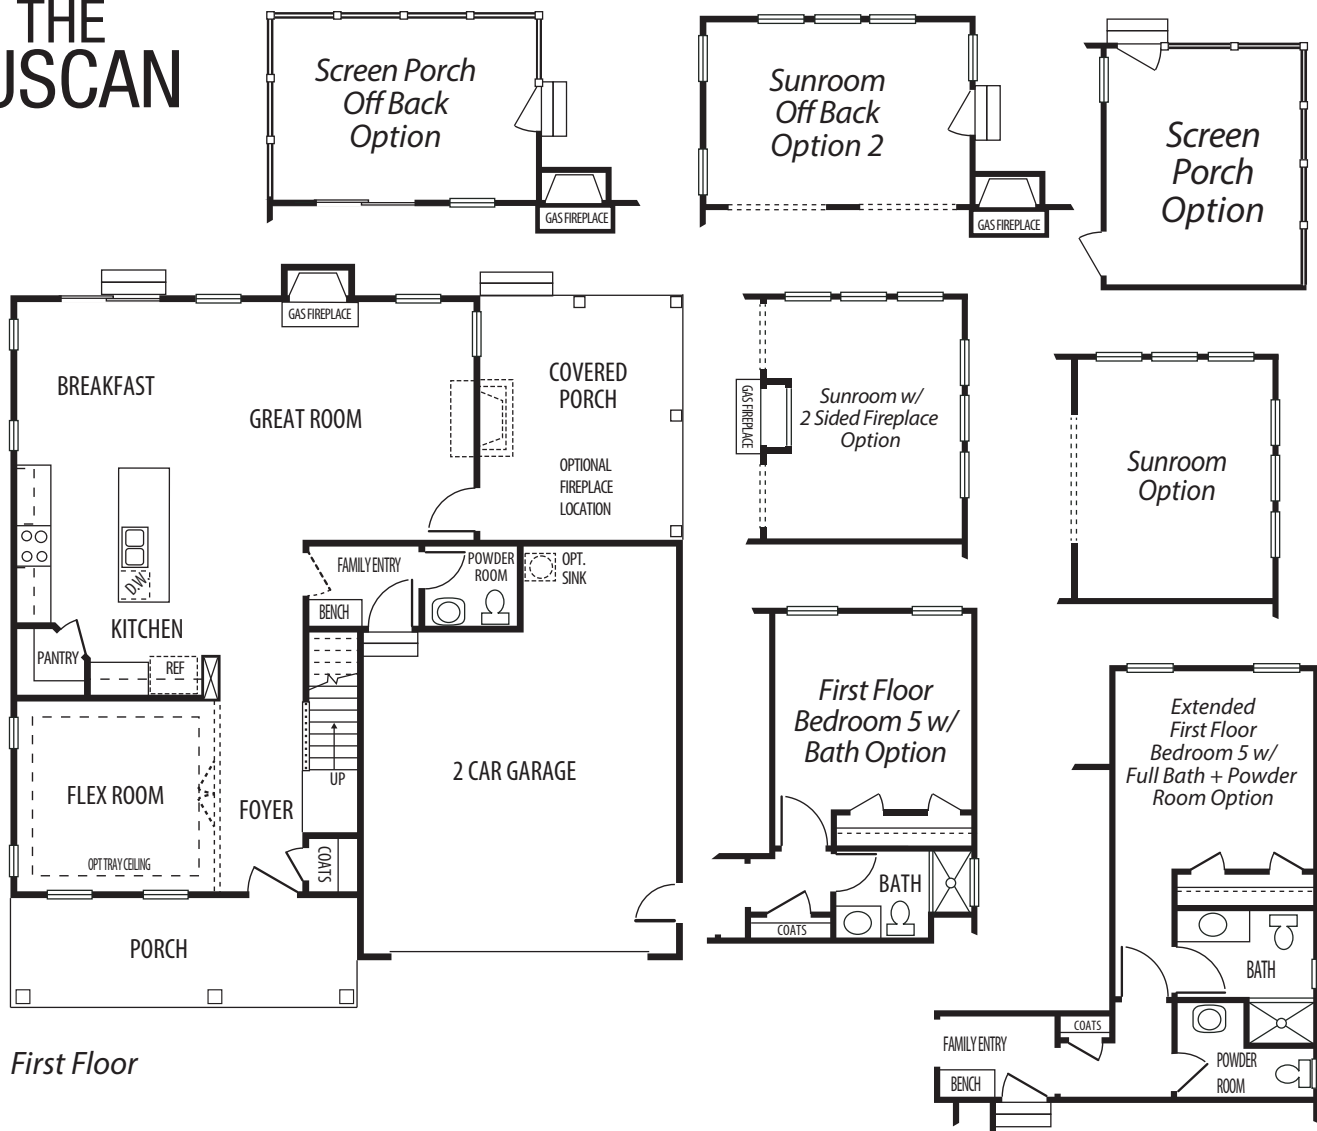 THE
USCAN
Screen Porch
Off Back
Option
GAS FIREPLACE
Sunroom
Off Back
Option 2
GAS FIREPLACE
Screen
Porch
Option
GAS FIREPLACE
BREAKFAST
GREAT ROOM
COVERED
PORCH
OPTIONAL
FIREPLACE
LOCATION
GAS FIREPLACE
Sunroom w/
2 Sided Fireplace
Option
Sunroom
Option
D.W.
KITCHEN
PANTRY
REF
FAMILY ENTRY
BENCH
POWDER
ROOM
OPT.
SINK
UP
2 CAR GARAGE
FLEX ROOM
OPT TRAY CEILING
FOYER
COATS
PORCH
First Floor
Bedroom 5 w/
Bath Option
BATH
COATS
Extended
First Floor
Bedroom 5 w/
Full Bath + Powder
Room Option
BATH
COATS
FAMILY ENTRY
BENCH
POWDER
ROOM
First Floor